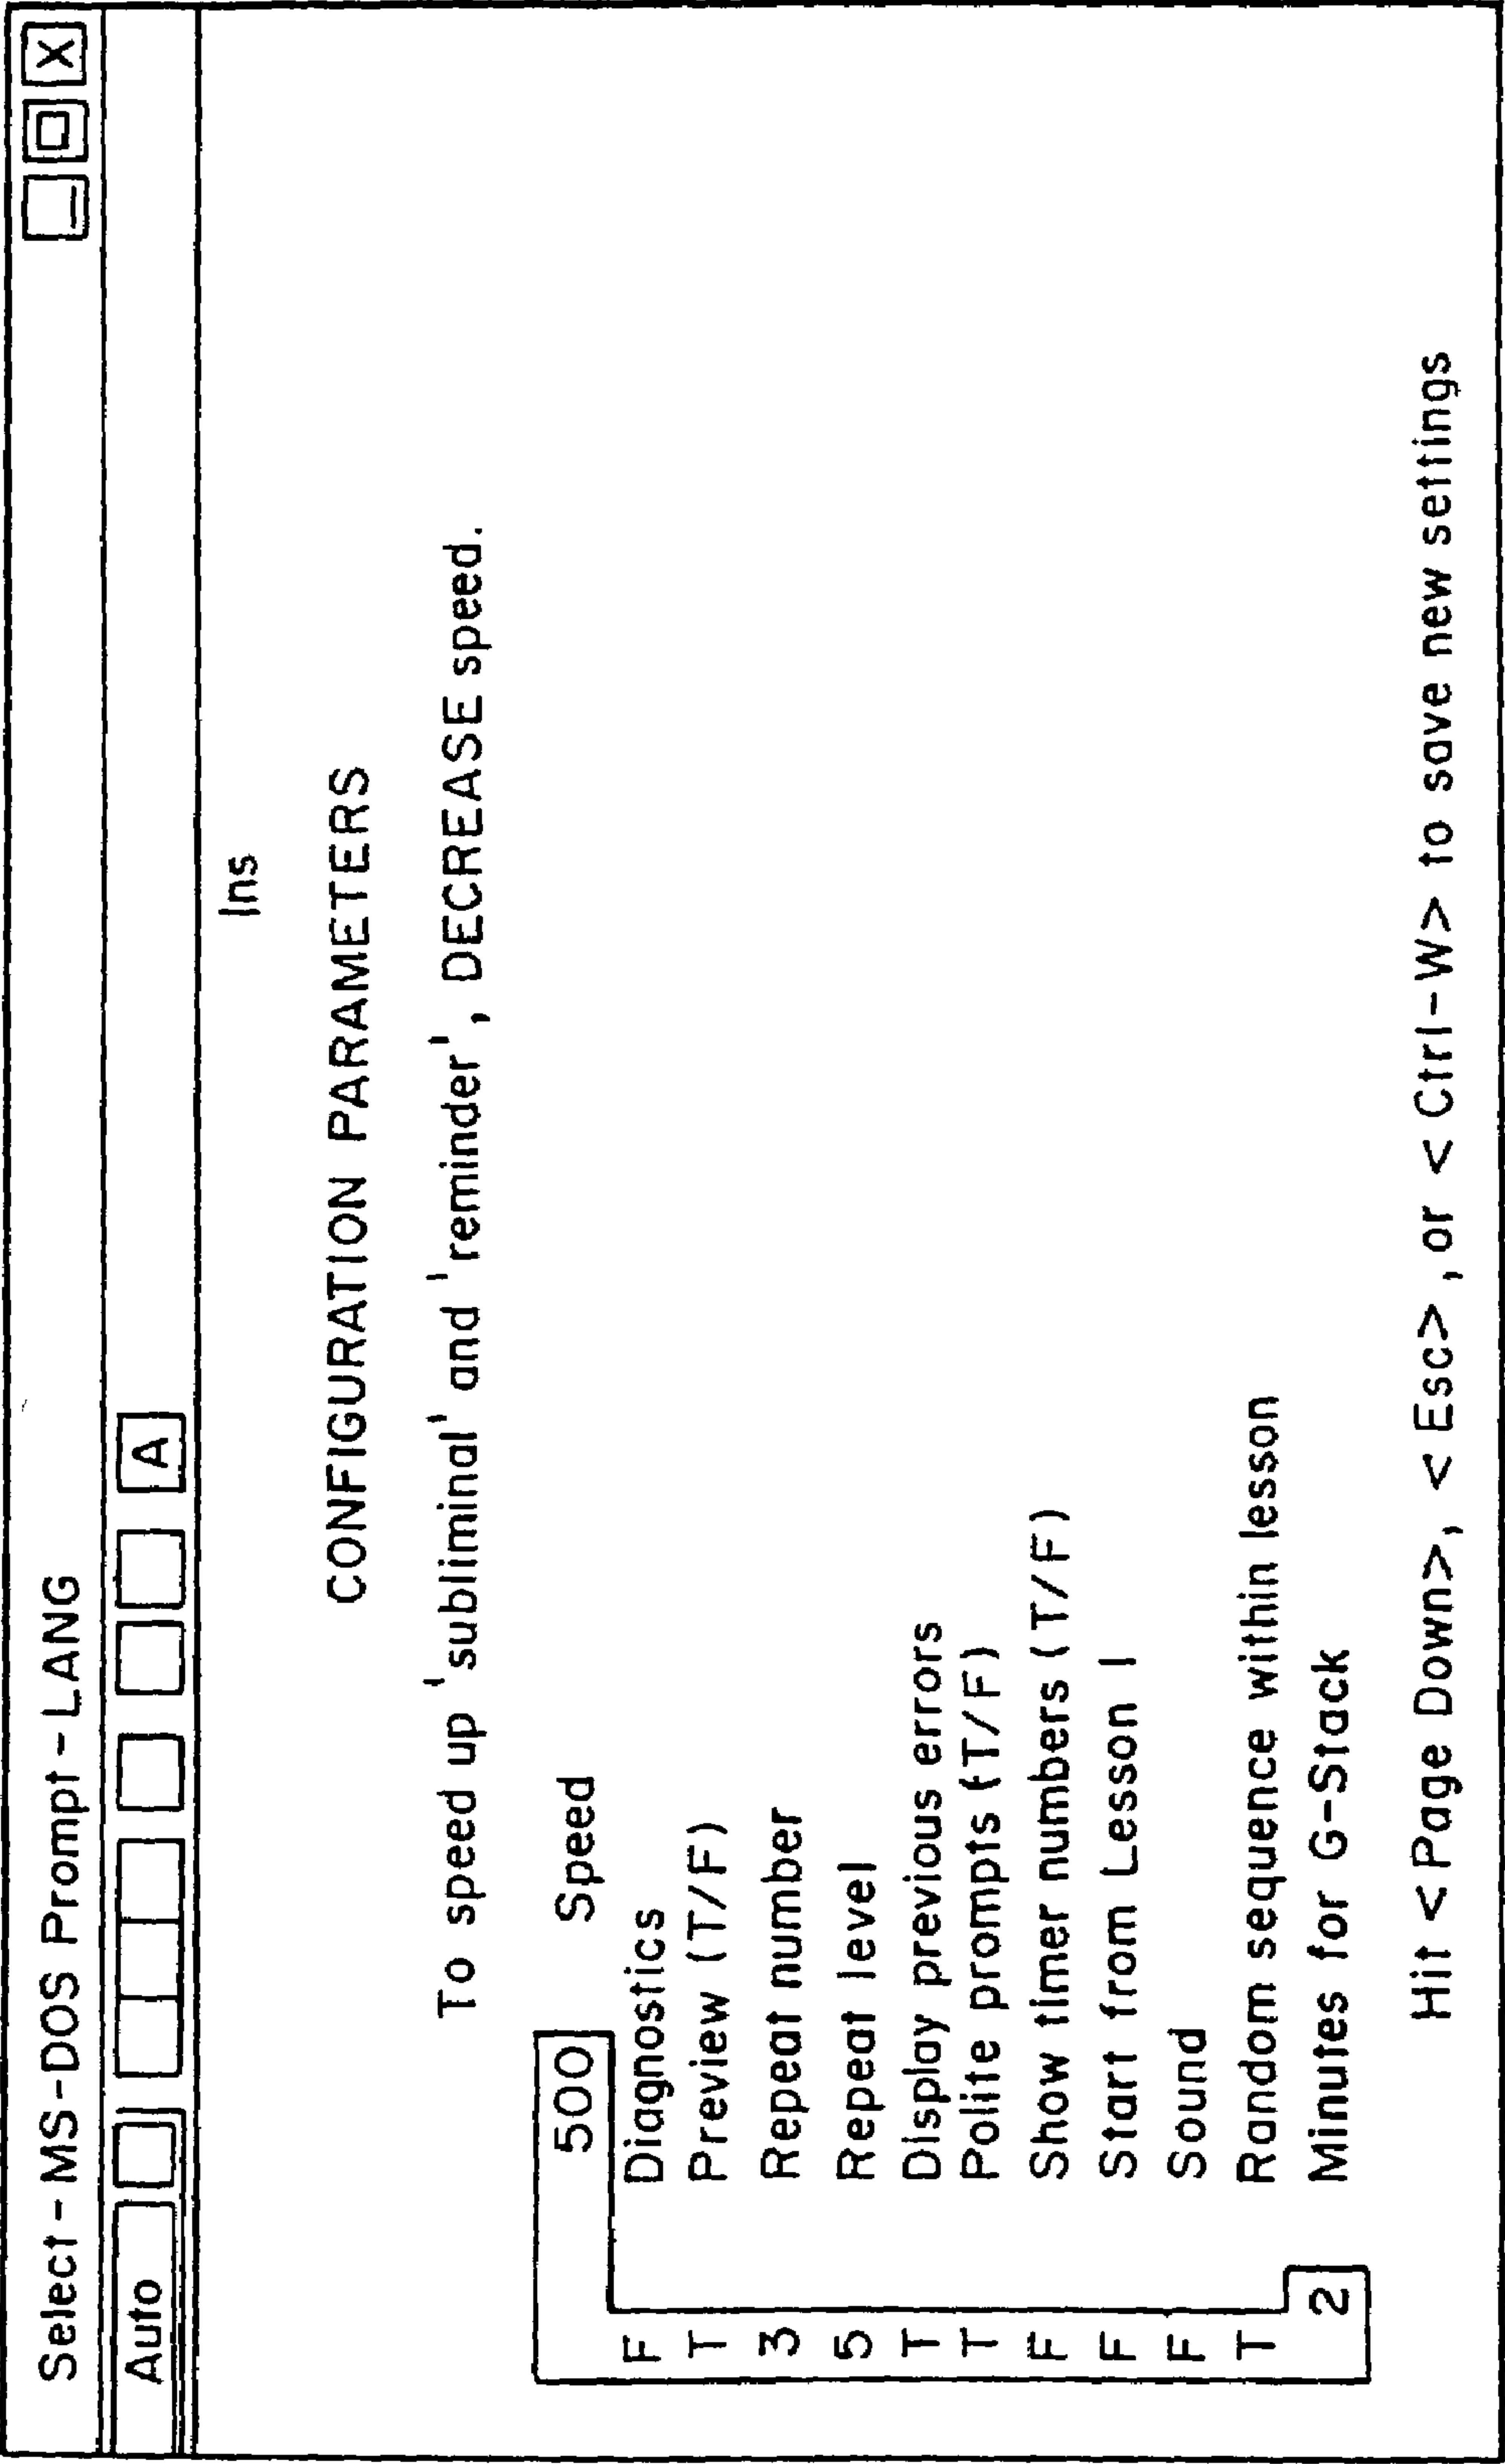 Select-MS-DOS Prompt-LANG
Auto A
Ins
CONFIGURATION PARAMETERS
To speed up 'subliminal' and 'reminder', DECREASE speed.
500 Speed
F Diagnostics
T Preview (T/F)
3 Repeat number
5 Repeat level
T Display previous errors
T Polite prompts (T/F)
F Show timer numbers (T/F)
F Start from Lesson 1
F Sound
T Random sequence within lesson
2 Minutes for G-Stack
Hit <Page Down>, <Esc>, or <Ctrl-W> to save new settings